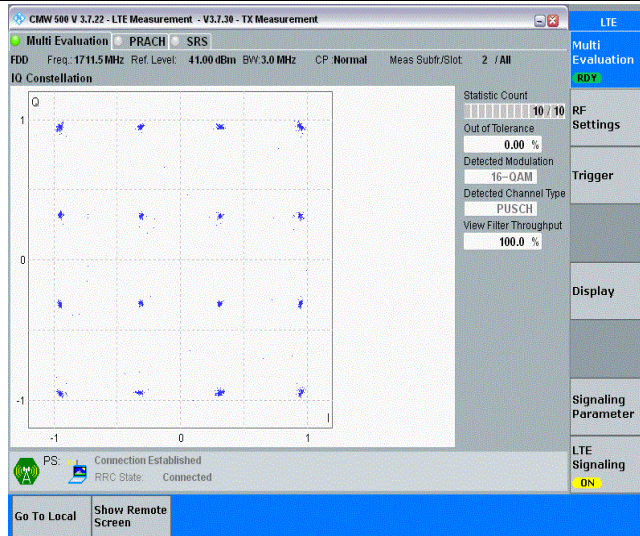 CMW 500 V 3.7.22 - LTE Measurement - V3.7.30 - TX Measurement
LTE
Multi Evaluation PRACH SRS
Multi Evaluation
RDY
FDD Freq.: 1711.5 MHz Ref. Level: 41.00 dBm BW: 3.0 MHz CP :Normal Meas Subfr/Slot: 2 / All
IQ Constellation
Q
1
0
-1
-1 0 1
I
Statistic Count
10 / 10
Out of Tolerance
0.00 %
Detected Modulation
16-QAM
Detected Channel Type
PUSCH
View Filter Throughput
100.0 %
RF Settings
Trigger
Display
Signaling Parameter
LTE Signaling
ON
PS: Connection Established
RRC State: Connected
Go To Local
Show Remote Screen